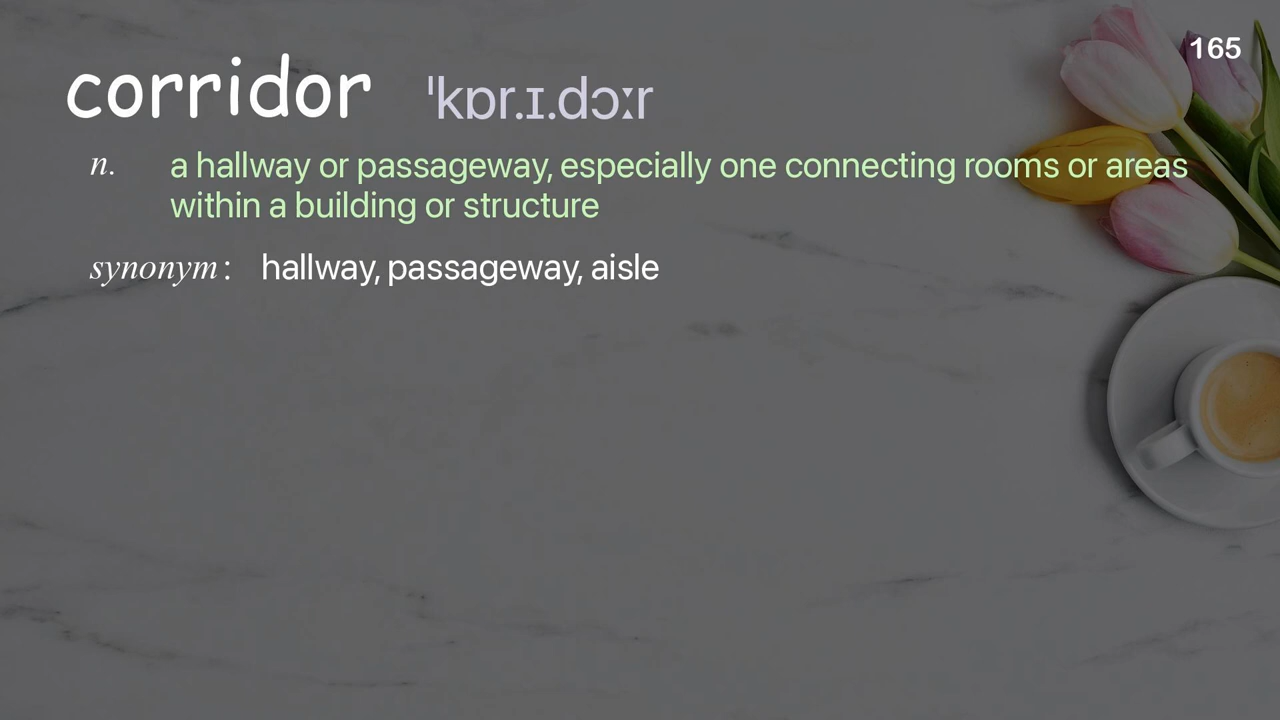 165
corridor ˈkɒr.ɪ.dɔːr
n. a hallway or passageway, especially one connecting rooms or areas
within a building or structure
synonym: hallway, passageway, aisle